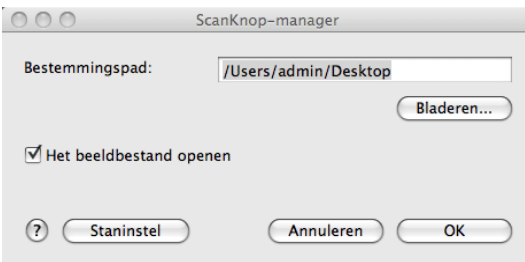 ScanKnop-manager
Bestemmingspad: /Users/admin/Desktop
Bladeren...
Het beeldbestand openen
? Staninstel Annuleren OK